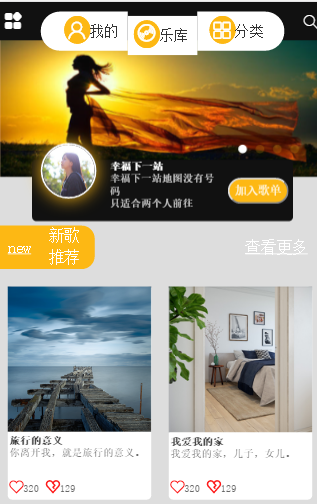 我的
乐库
分类
幸福下一站
幸福下一站地图没有号
码
只适合两个人前往
加入歌单
new
新歌
推荐
查看更多
旅行的意义
你离开我，就是旅行的意义。
320
129
我爱我的家
我爱我的家，儿子，女儿。
320
129